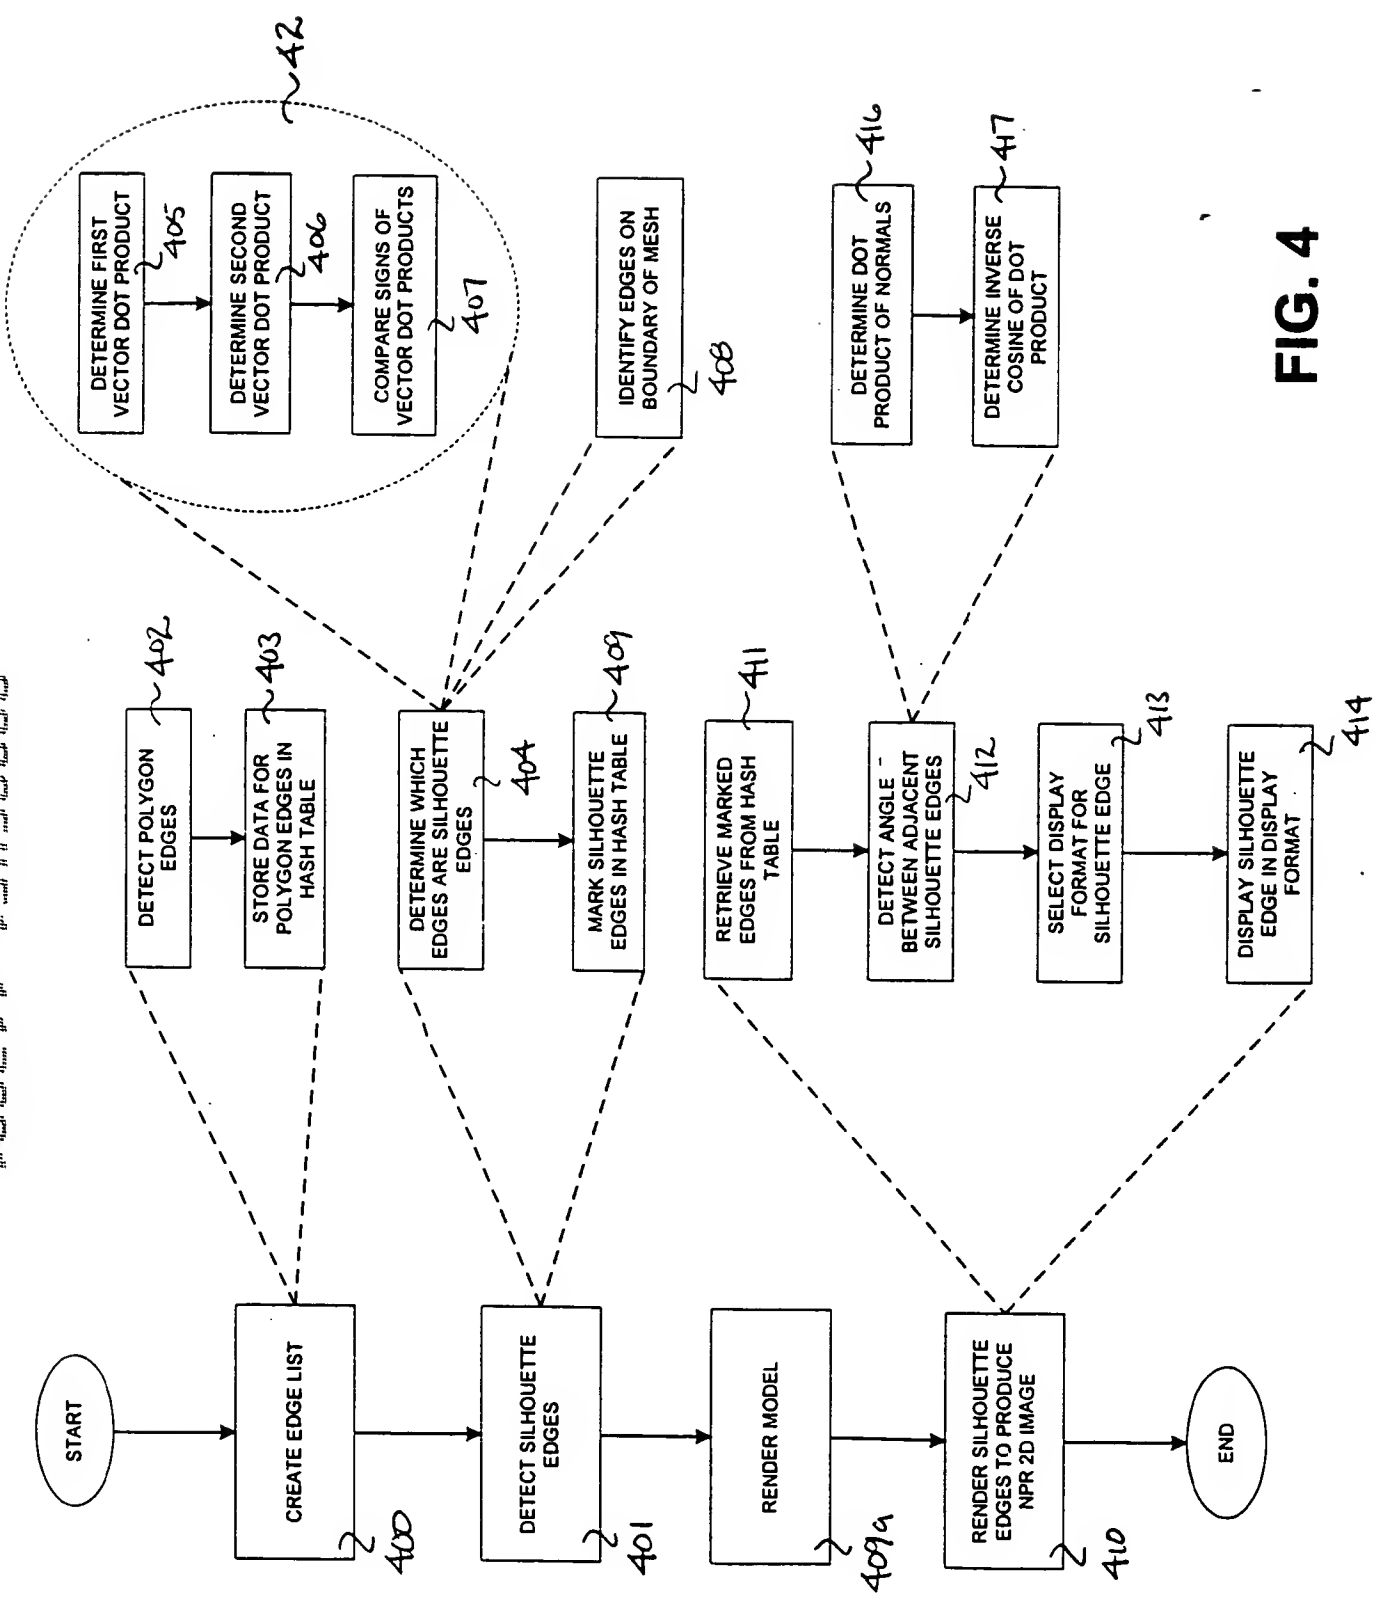 START
CREATE EDGE LIST
400
DETECT SILHOUETTE
EDGES
401
RENDER MODEL
409a
RENDER SILHOUETTE
EDGES TO PRODUCE
NPR 2D IMAGE
410
END
DETECT POLYGON
EDGES
402
STORE DATA FOR
POLYGON EDGES IN
HASH TABLE
403
DETERMINE WHICH
EDGES ARE SILHOUETTE
EDGES
404
MARK SILHOUETTE
EDGES IN HASH TABLE
409
RETRIEVE MARKED
EDGES FROM HASH
TABLE
411
DETECT ANGLE
BETWEEN ADJACENT
SILHOUETTE EDGES
412
SELECT DISPLAY
FORMAT FOR
SILHOUETTE EDGE
413
DISPLAY SILHOUETTE
EDGE IN DISPLAY
FORMAT
414
42
DETERMINE FIRST
VECTOR DOT PRODUCT
405
DETERMINE SECOND
VECTOR DOT PRODUCT
406
COMPARE SIGNS OF
VECTOR DOT PRODUCTS
407
IDENTIFY EDGES ON
BOUNDARY OF MESH
408
DETERMINE DOT
PRODUCT OF NORMALS
416
DETERMINE INVERSE
COSINE OF DOT
PRODUCT
417
FIG. 4